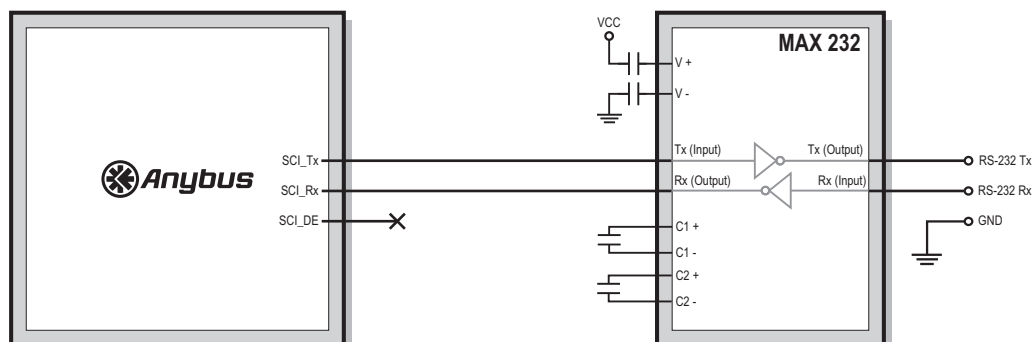 VCC
MAX 232
V +
V -
Anybus
SCI_Tx
SCI_Rx
SCI_DE
Tx (Input)
Tx (Output)
Rx (Output)
Rx (Input)
RS-232 Tx
RS-232 Rx
GND
C1 +
C1 -
C2 +
C2 -